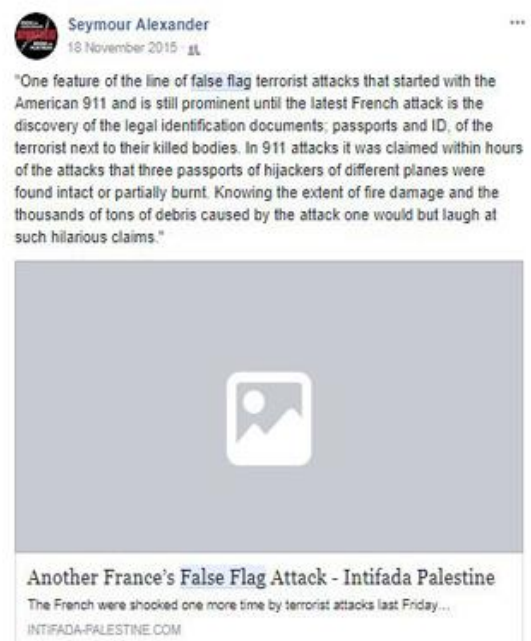 Seymour Alexander
18 November 2015
"One feature of the line of false flag terrorist attacks that started with the
American 911 and is still prominent until the latest French attack is the
discovery of the legal identification documents; passports and ID, of the
terrorist next to their killed bodies. In 911 attacks it was claimed within hours
of the attacks that three passports of hijackers of different planes were
found intact or partially burnt. Knowing the extent of fire damage and the
thousands of tons of debris caused by the attack one would but laugh at
such hilarious claims."
Another France's False Flag Attack - Intifada Palestine
The French were shocked one more time by terrorist attacks last Friday...
INTIFADA-PALESTINE.COM